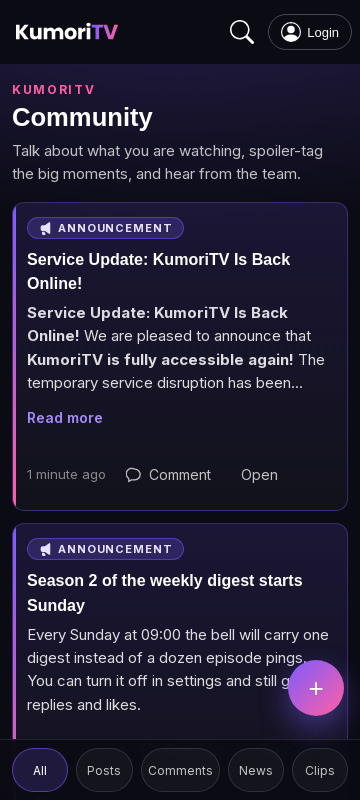 KumoriTV
Login
KUMORITV
Community
Talk about what you are watching, spoiler-tag
the big moments, and hear from the team.
ANNOUNCEMENT
Service Update: KumoriTV Is Back
Online!
Service Update: KumoriTV Is Back
Online! We are pleased to announce that
KumoriTV is fully accessible again! The
temporary service disruption has been...
Read more
1 minute ago
Comment
Open
ANNOUNCEMENT
Season 2 of the weekly digest starts
Sunday
Every Sunday at 09:00 the bell will carry one
digest instead of a dozen episode pings.
You can turn it off in settings and still
replies and likes.
+
All
Posts
Comments
News
Clips